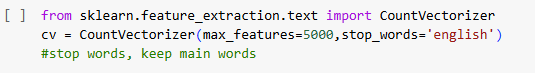 [ ] from sklearn.feature_extraction.text import CountVectorizer
cv = CountVectorizer(max_features=5000,stop_words='english')
#stop words, keep main words